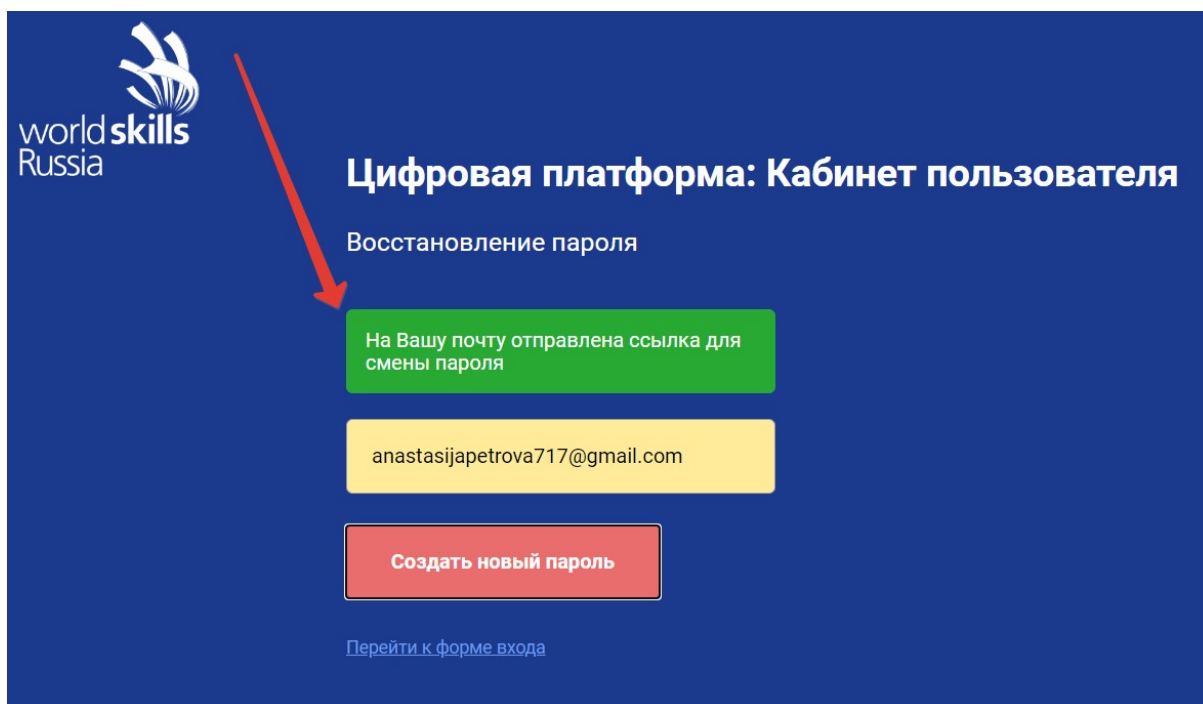 world skills
Russia
Цифровая платформа: Кабинет пользователя
Восстановление пароля
На Вашу почту отправлена ссылка для
смены пароля
anastasijapetrova717@gmail.com
Создать новый пароль
Перейти к форме входа